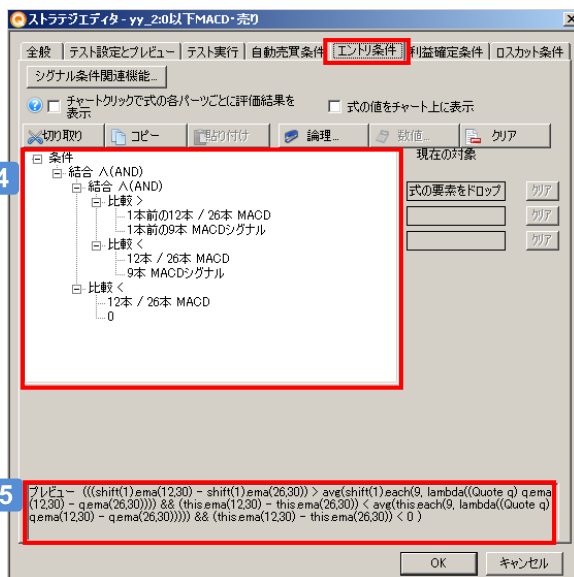 ストラテジエディタ - yy_2:0以下MACD・売り
全般 テスト設定とプレビュー テスト実行 自動売買条件 エントリ条件 利益確定条件 ロスカット条件
シグナル条件関連機能...
チャートクリックで式の各パーツごとに評価結果を
表示
式の値をチャート上に表示
切り取り コピー 貼り付け 論理... 数値... クリア
4
現在の対象
条件
結合 ∧(AND)
結合 ∧(AND)
比較 >
式の要素をドロップ クリア
1本前の12本 / 26本 MACD
1本前の9本 MACDシグナル
クリア
比較 <
クリア
12本 / 26本 MACD
9本 MACDシグナル
比較 <
12本 / 26本 MACD
0
5
プレビュー (((shift(1).ema(12,30) - shift(1).ema(26,30)) > avg(shift(1).each(9, lambda((Quote q) q.ema
(12,30) - q.ema(26,30)))) && (this.ema(12,30) - this.ema(26,30)) < avg(this.each(9, lambda((Quote q)
q.ema(12,30) - q.ema(26,30))))) && (this.ema(12,30) - this.ema(26,30)) < 0 )
OK キャンセル